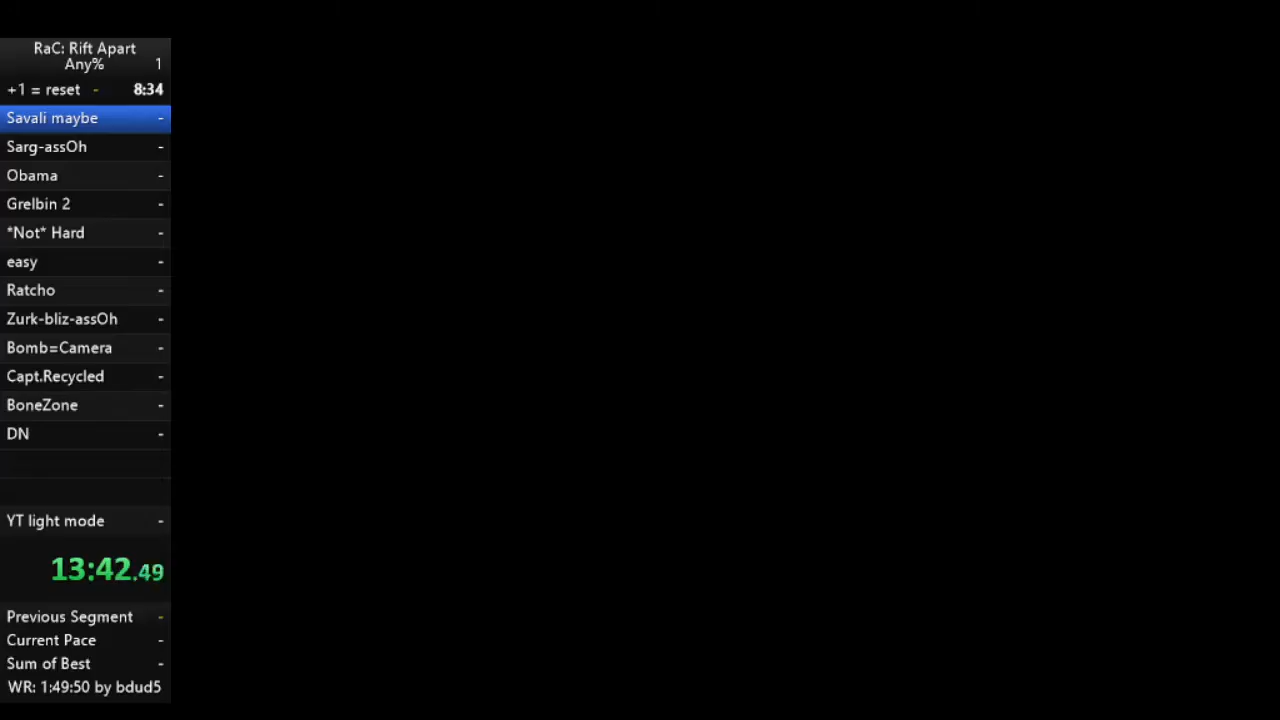 RaC: Rift Apart
Any% 1
+1 = reset - 8:34
Savali maybe -
Sarg-assOh -
Obama -
Grelbin 2 -
*Not* Hard -
easy -
Ratcho -
Zurk-bliz-assOh -
Bomb=Camera -
Capt.Recycled -
BoneZone -
DN -
YT light mode -
13:42.49
Previous Segment -
Current Pace -
Sum of Best -
WR: 1:49:50 by bdud5